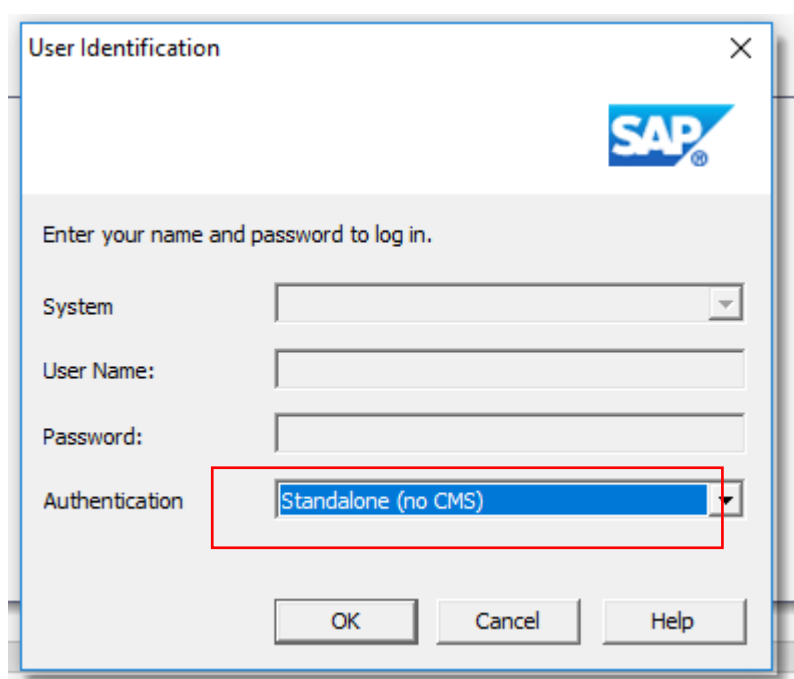 User Identification
SAP®
Enter your name and password to log in.
System
User Name:
Password:
Authentication Standalone (no CMS)
OK Cancel Help